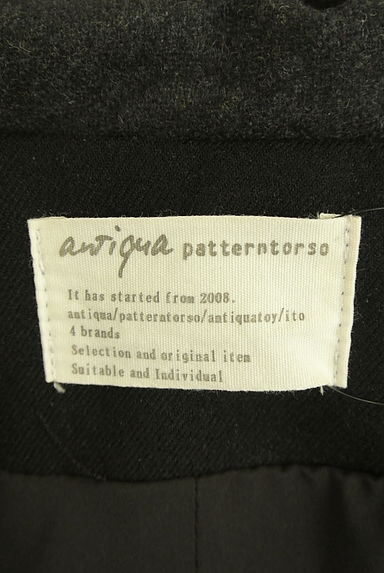 antiqua patterntorso
It has started from 2008.
antiqua/patterntorso/antiquatoy/ito
4 brands
Selection and original item
Suitable and Individual